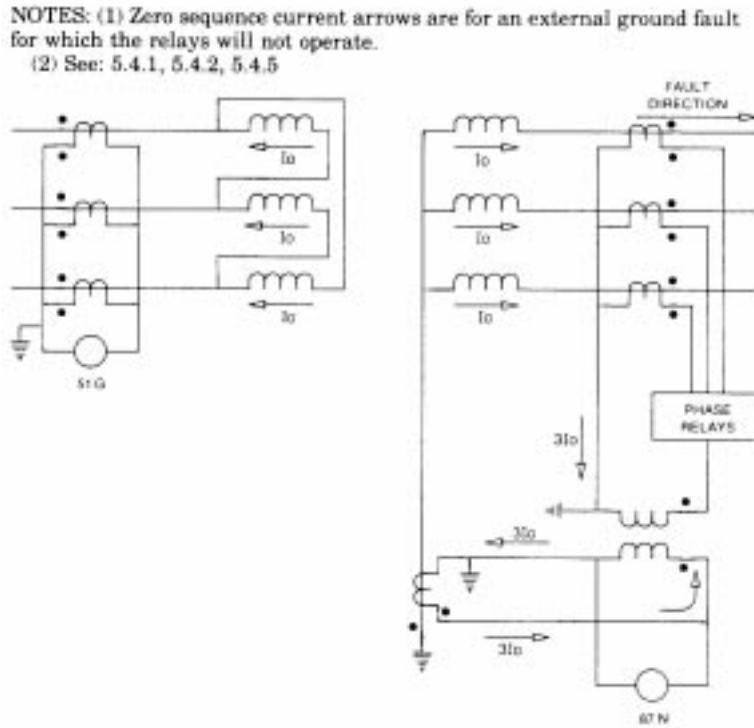 NOTES: (1) Zero sequence current arrows are for an external ground fault
for which the relays will not operate.
(2) See: 5.4.1, 5.4.2, 5.4.5
FAULT
DIRECTION
Io
Io
Io
Io
Io
Io
51 G
PHASE
RELAYS
3Io
3Io
3Io
87 N